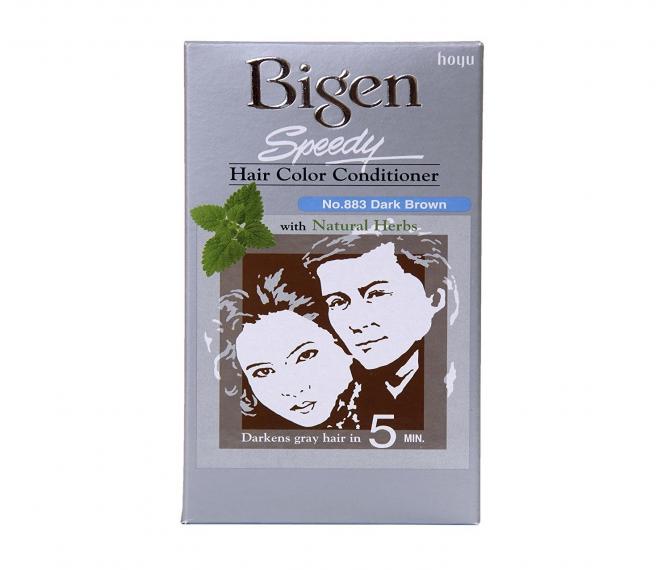 hoyu
Bigen
Speedy
Hair Color Conditioner
No.883 Dark Brown
with Natural Herbs
Darkens gray hair in 5 MIN.